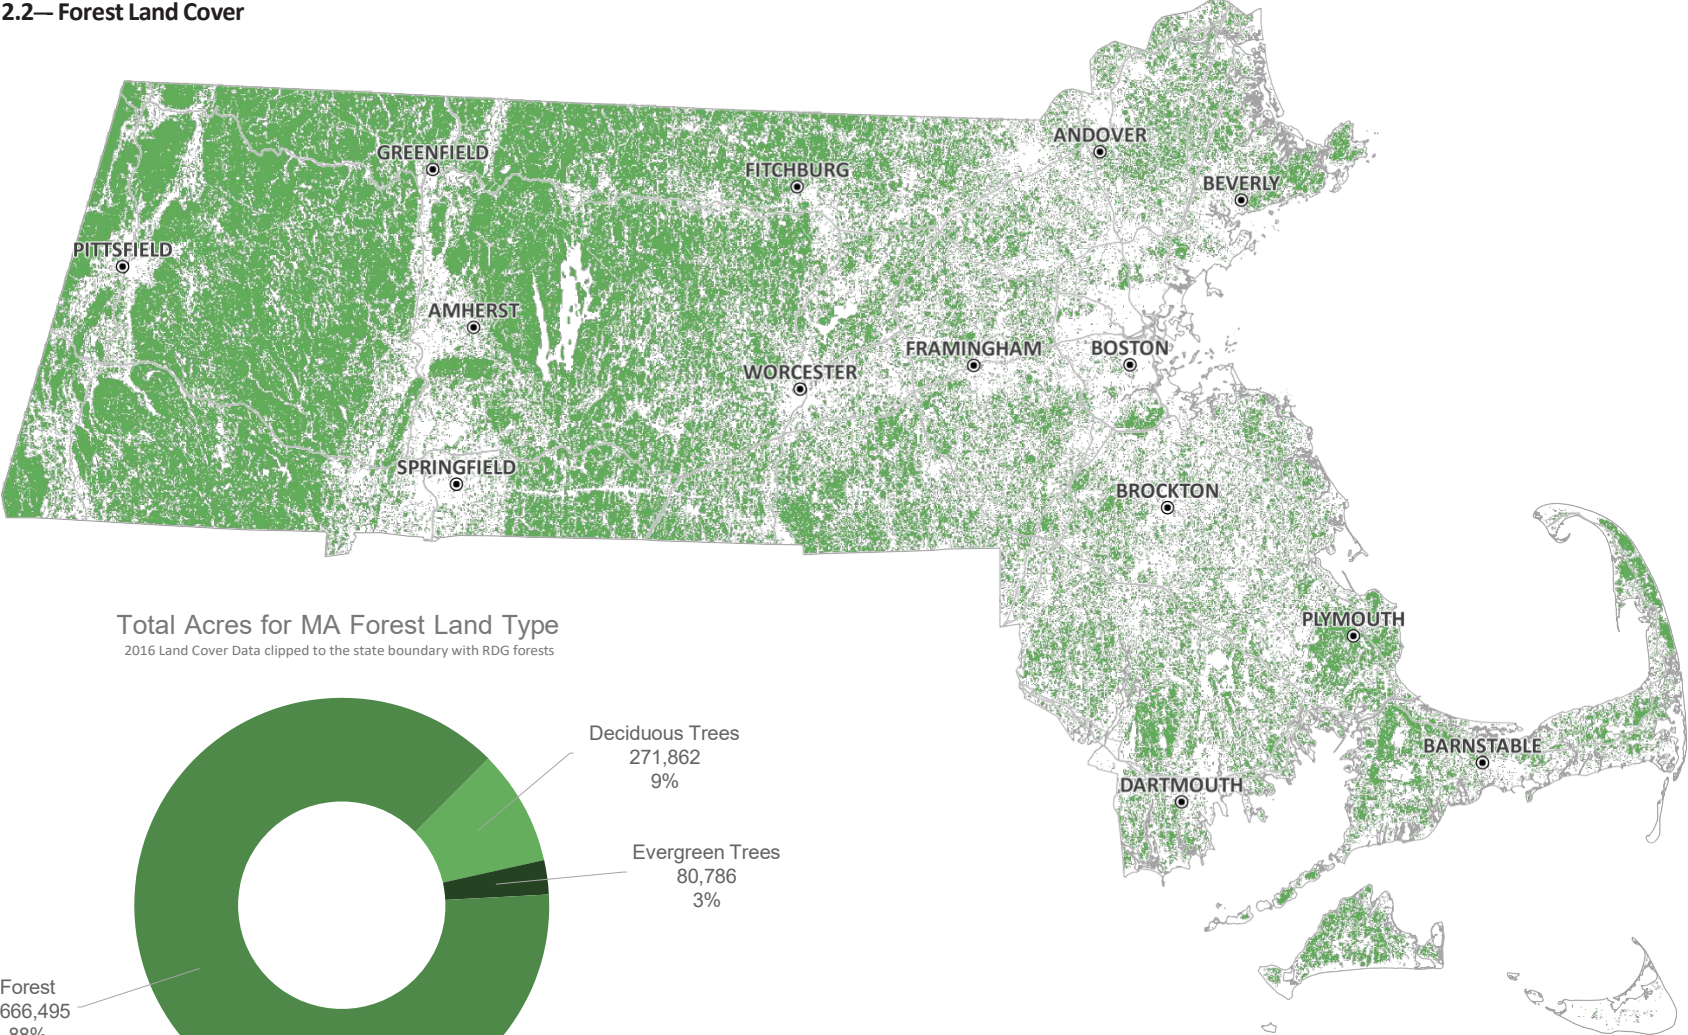 2.2— Forest Land Cover
ANDOVER
GREENFIELD
FITCHBURG
BEVERLY
PITTSFIELD
AMHERST
FRAMINGHAM
BOSTON
WORCESTER
SPRINGFIELD
BROCKTON
PLYMOUTH
BARNSTABLE
DARTMOUTH
Total Acres for MA Forest Land Type
2016 Land Cover Data clipped to the state boundary with RDG forests
Deciduous Trees
271,862
9%
Evergreen Trees
80,786
3%
Forest
666,495
88%